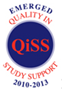 EMERGED
QUALITY IN
QiSS
STUDY SUPPORT
2010-2013